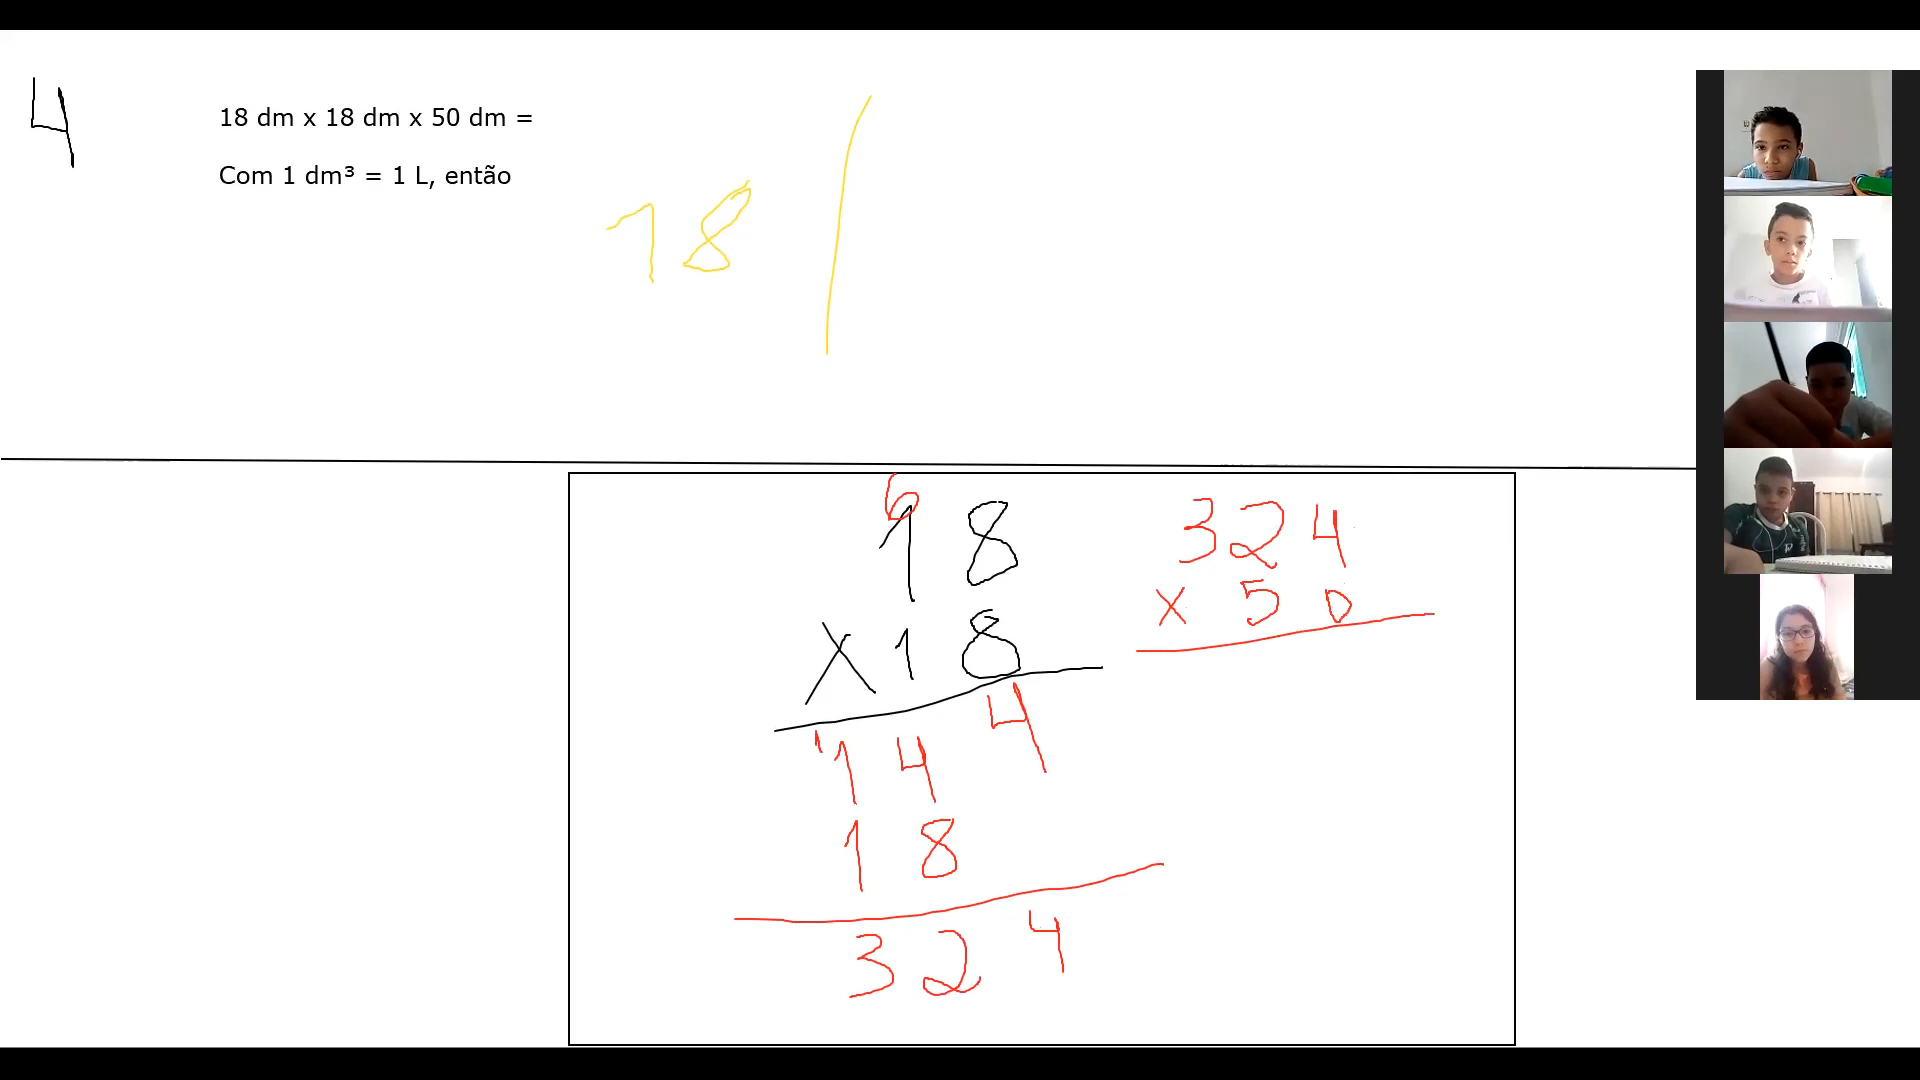 4
18 dm x 18 dm x 50 dm =
Com 1 dm³ = 1 L, então
18
6
18
X 18
1
144
18
324
324
x 50